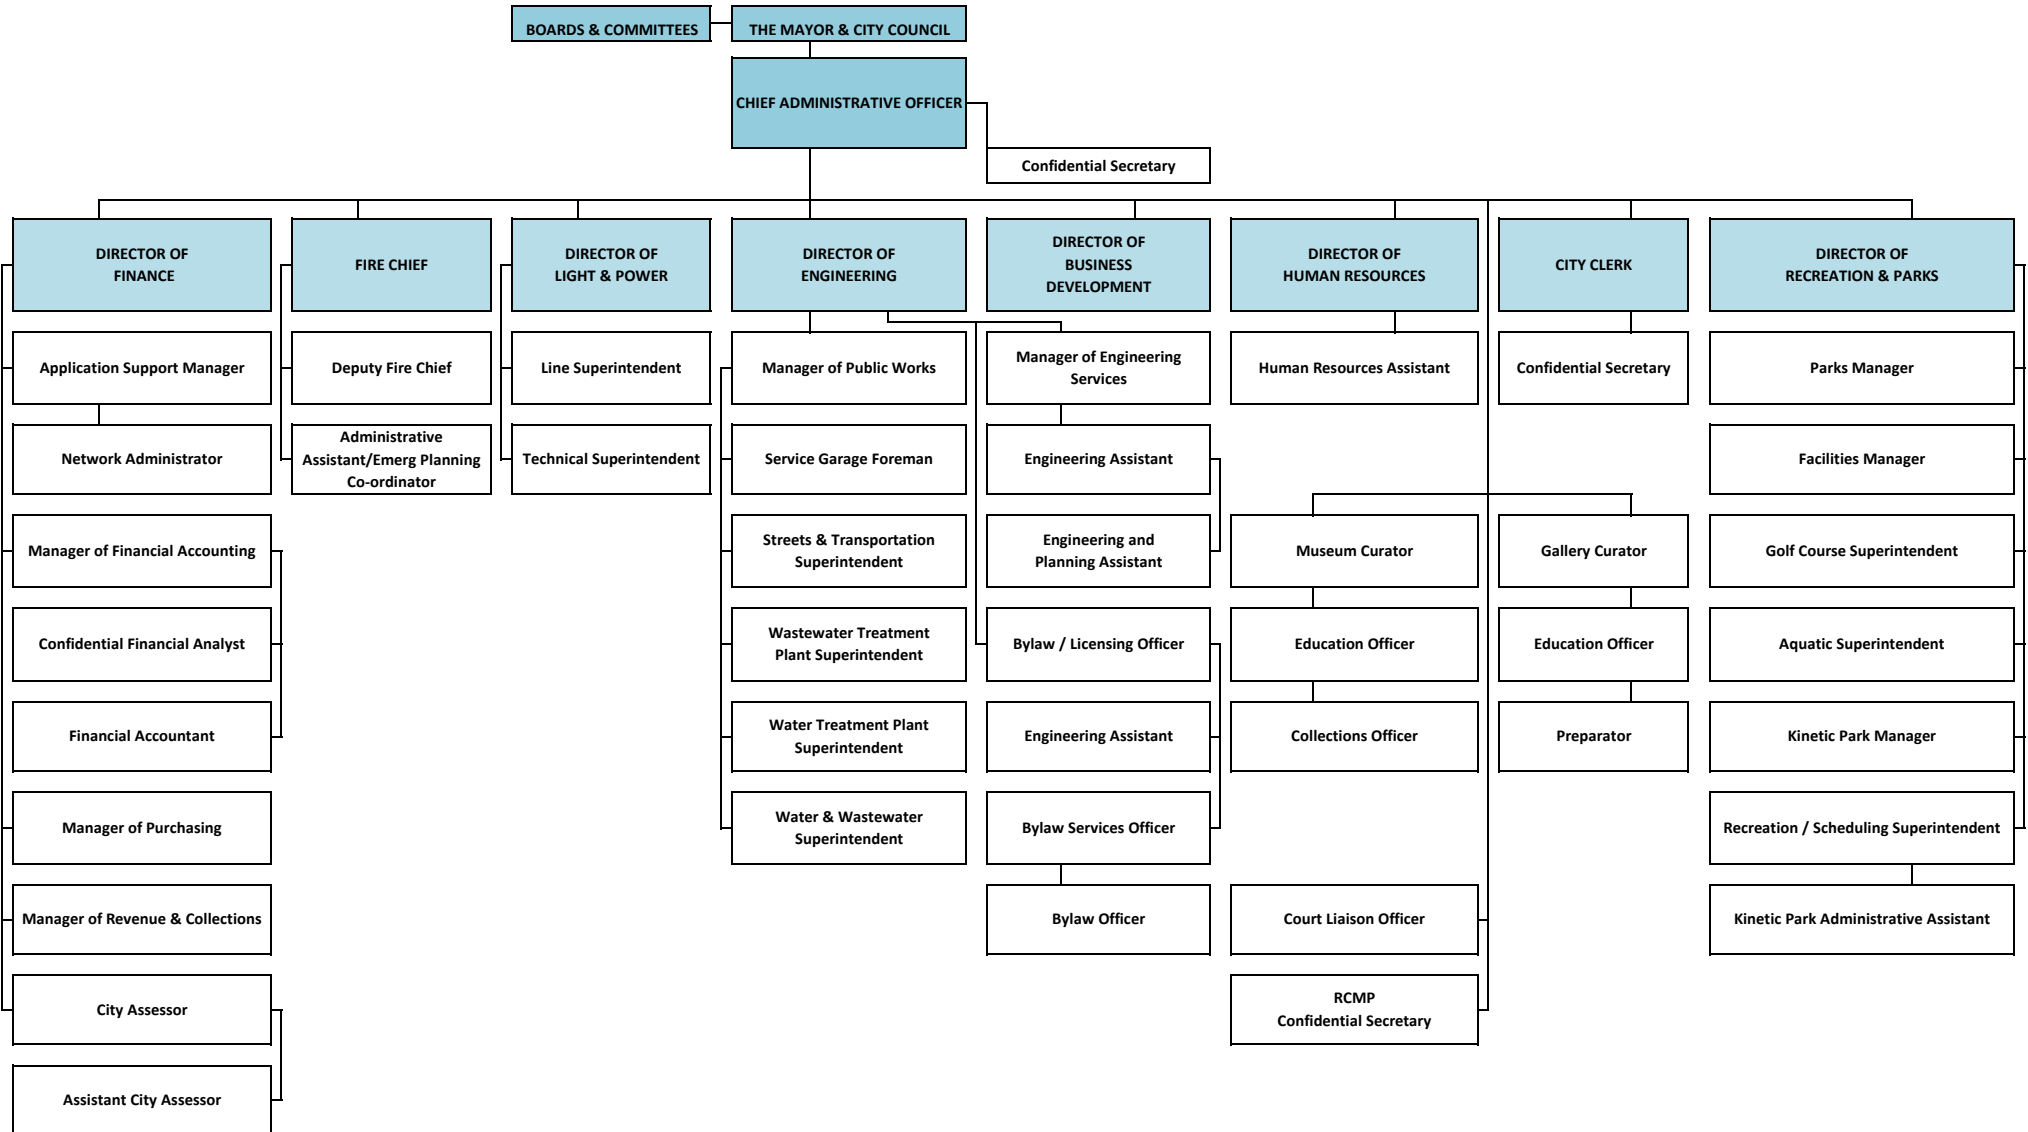 BOARDS & COMMITTEES
THE MAYOR & CITY COUNCIL
CHIEF ADMINISTRATIVE OFFICER
Confidential Secretary
DIRECTOR OF
FINANCE
FIRE CHIEF
DIRECTOR OF
LIGHT & POWER
DIRECTOR OF
ENGINEERING
DIRECTOR OF
BUSINESS
DEVELOPMENT
DIRECTOR OF
HUMAN RESOURCES
CITY CLERK
DIRECTOR OF
RECREATION & PARKS
Application Support Manager
Deputy Fire Chief
Line Superintendent
Manager of Public Works
Manager of Engineering
Services
Human Resources Assistant
Confidential Secretary
Parks Manager
Network Administrator
Administrative
Assistant/Emerg Planning
Co-ordinator
Technical Superintendent
Service Garage Foreman
Engineering Assistant
Facilities Manager
Manager of Financial Accounting
Streets & Transportation
Superintendent
Engineering and
Planning Assistant
Museum Curator
Gallery Curator
Golf Course Superintendent
Confidential Financial Analyst
Wastewater Treatment
Plant Superintendent
Bylaw / Licensing Officer
Education Officer
Education Officer
Aquatic Superintendent
Financial Accountant
Water Treatment Plant
Superintendent
Engineering Assistant
Collections Officer
Preparator
Kinetic Park Manager
Manager of Purchasing
Water & Wastewater
Superintendent
Bylaw Services Officer
Recreation / Scheduling Superintendent
Manager of Revenue & Collections
Bylaw Officer
Court Liaison Officer
Kinetic Park Administrative Assistant
City Assessor
RCMP
Confidential Secretary
Assistant City Assessor